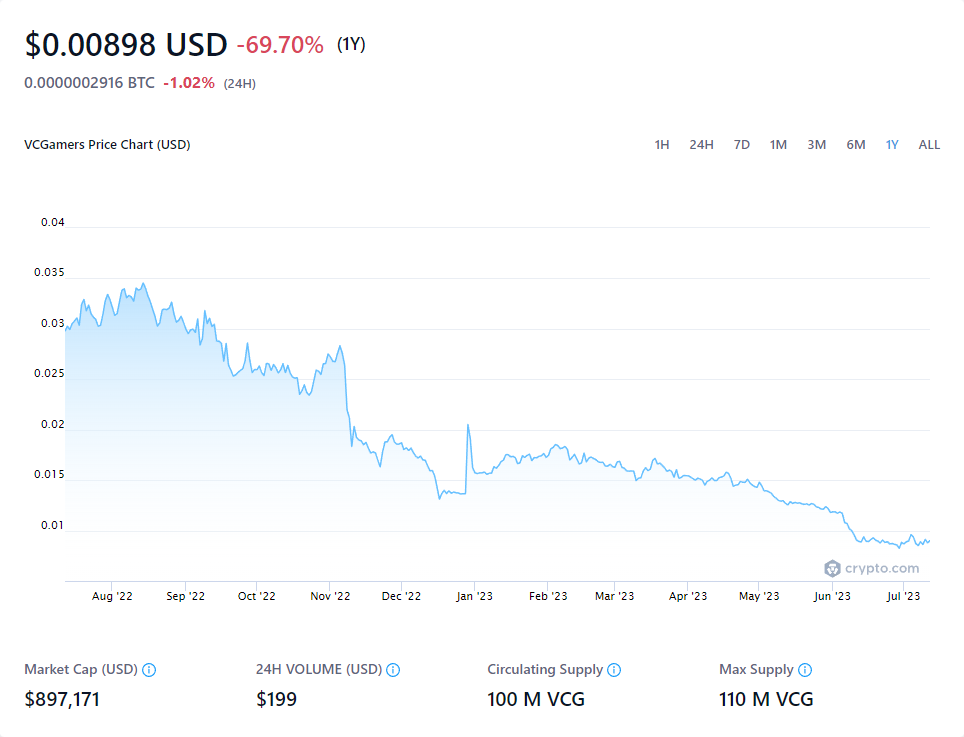 $0.00898 USD -69.70% (1Y)
0.0000002916 BTC -1.02% (24H)
VCGamers Price Chart (USD) 1H 24H 7D 1M 3M 6M 1Y ALL
0.04
0.035
0.03
0.025
0.02
0.015
0.01
crypto.com
Aug '22 Sep '22 Oct '22 Nov '22 Dec '22 Jan '23 Feb '23 Mar '23 Apr '23 May '23 Jun '23 Jul '23
Market Cap (USD) 24H VOLUME (USD) Circulating Supply Max Supply
$897,171 $199 100 M VCG 110 M VCG